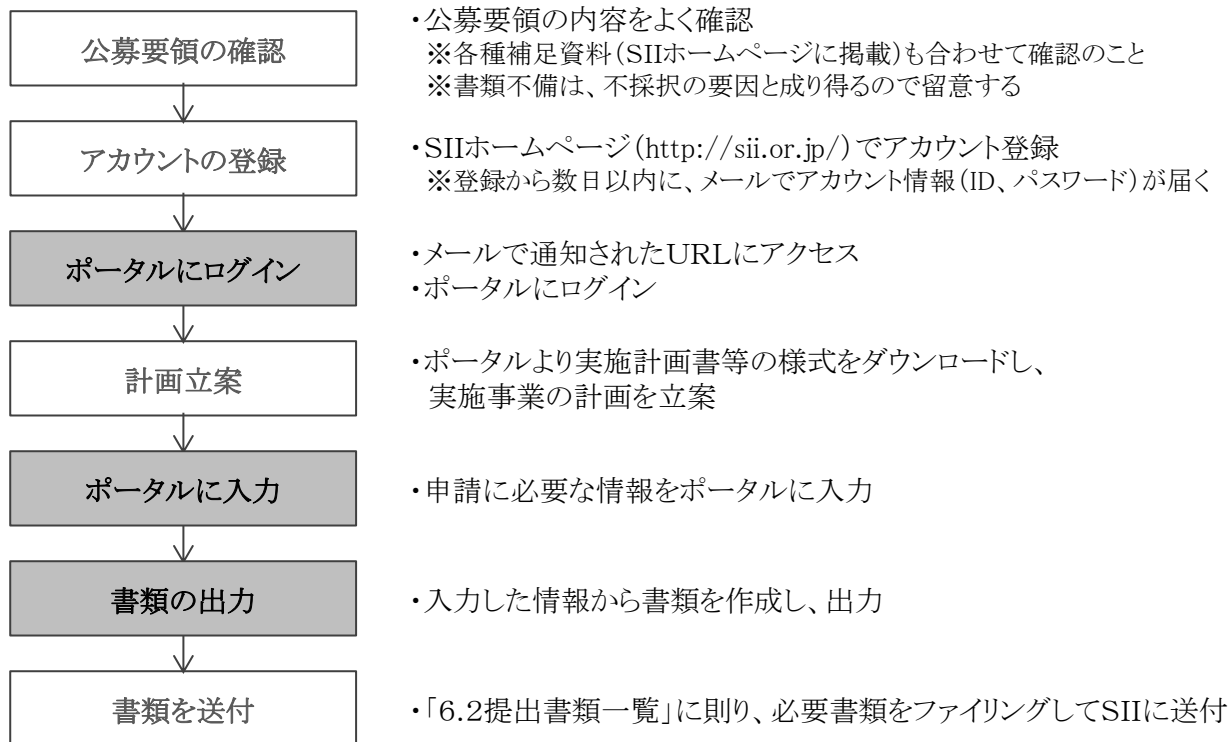 公募要領の確認
・公募要領の内容をよく確認
※各種補足資料(SIIホームページに掲載)も合わせて確認のこと
※書類不備は、不採択の要因と成り得るので留意する
アカウントの登録
・SIIホームページ(http://sii.or.jp/)でアカウント登録
※登録から数日以内に、メールでアカウント情報(ID、パスワード)が届く
ポータルにログイン
・メールで通知されたURLにアクセス
・ポータルにログイン
計画立案
・ポータルより実施計画書等の様式をダウンロードし、
実施事業の計画を立案
ポータルに入力
・申請に必要な情報をポータルに入力
書類の出力
・入力した情報から書類を作成し、出力
書類を送付
・「6.2提出書類一覧」に則り、必要書類をファイリングしてSIIに送付